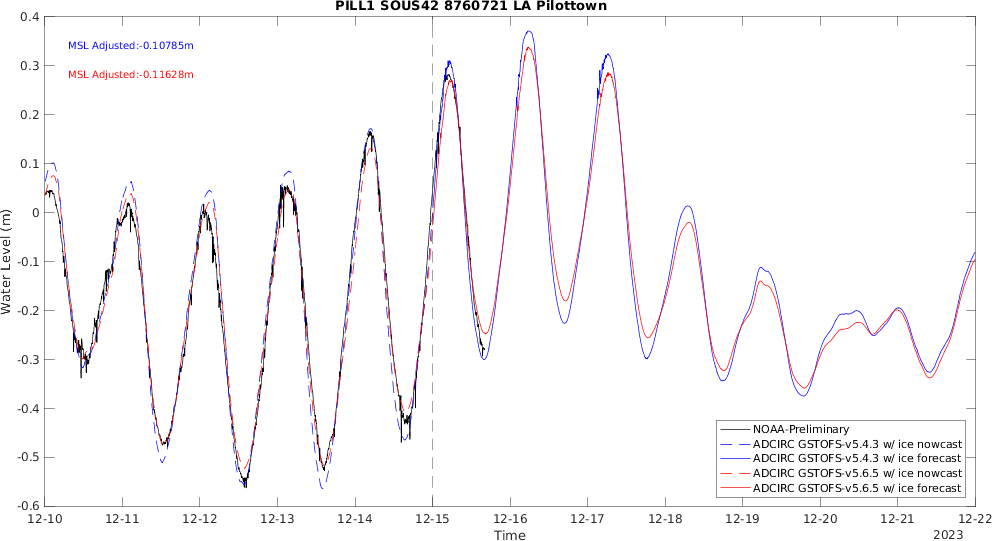 PILL1 SOUS42 8760721 LA Pilottown
MSL Adjusted:-0.10785
MSL Adjusted:-0.11628
Water Level (m)
0.4
0.3
0.2
0.1
0
-0.1
-0.2
-0.3
-0.4
-0.5
-0.6
NOAA-Preliminary
ADCIRC GSTOFS-v5.4.3 w/ ice nowcast
ADCIRC GSTOFS-v5.4.3 w/ ice forecast
ADCIRC GSTOFS-v5.6.5 w/ ice nowcast
ADCIRC GSTOFS-v5.6.5 w/ ice forecast
12-10 12-11 12-12 12-13 12-14 12-15 12-16 12-17 12-18 12-19 12-20 12-21 12-22
Time
2023